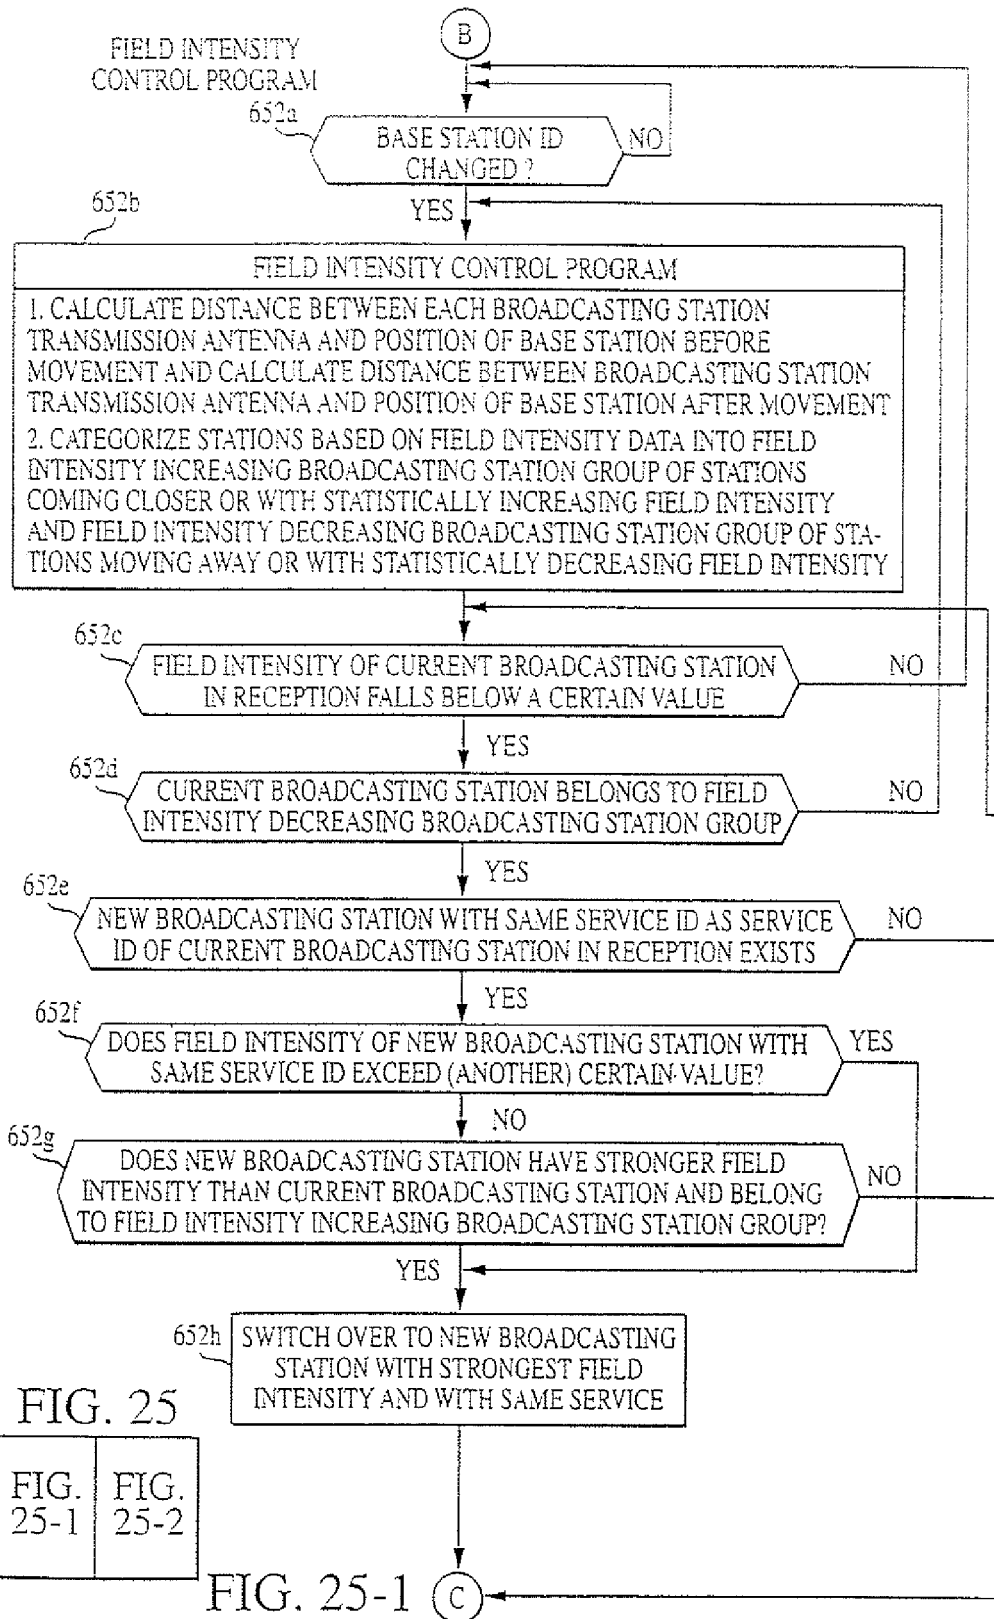 B
FIELD INTENSITY
CONTROL PROGRAM
652a
BASE STATION ID
CHANGED ?
NO
YES
652b
FIELD INTENSITY CONTROL PROGRAM
1. CALCULATE DISTANCE BETWEEN EACH BROADCASTING STATION
TRANSMISSION ANTENNA AND POSITION OF BASE STATION BEFORE
MOVEMENT AND CALCULATE DISTANCE BETWEEN BROADCASTING STATION
TRANSMISSION ANTENNA AND POSITION OF BASE STATION AFTER MOVEMENT
2. CATEGORIZE STATIONS BASED ON FIELD INTENSITY DATA INTO FIELD
INTENSITY INCREASING BROADCASTING STATION GROUP OF STATIONS
COMING CLOSER OR WITH STATISTICALLY INCREASING FIELD INTENSITY
AND FIELD INTENSITY DECREASING BROADCASTING STATION GROUP OF STA-
TIONS MOVING AWAY OR WITH STATISTICALLY DECREASING FIELD INTENSITY
652c
FIELD INTENSITY OF CURRENT BROADCASTING STATION
IN RECEPTION FALLS BELOW A CERTAIN VALUE
NO
YES
652d
CURRENT BROADCASTING STATION BELONGS TO FIELD
INTENSITY DECREASING BROADCASTING STATION GROUP
NO
YES
652e
NEW BROADCASTING STATION WITH SAME SERVICE ID AS SERVICE
ID OF CURRENT BROADCASTING STATION IN RECEPTION EXISTS
NO
YES
652f
DOES FIELD INTENSITY OF NEW BROADCASTING STATION WITH
SAME SERVICE ID EXCEED (ANOTHER) CERTAIN VALUE?
YES
NO
652g
DOES NEW BROADCASTING STATION HAVE STRONGER FIELD
INTENSITY THAN CURRENT BROADCASTING STATION AND BELONG
TO FIELD INTENSITY INCREASING BROADCASTING STATION GROUP?
NO
YES
652h
SWITCH OVER TO NEW BROADCASTING
STATION WITH STRONGEST FIELD
INTENSITY AND WITH SAME SERVICE
FIG. 25
FIG.
25-1
FIG.
25-2
FIG. 25-1
C